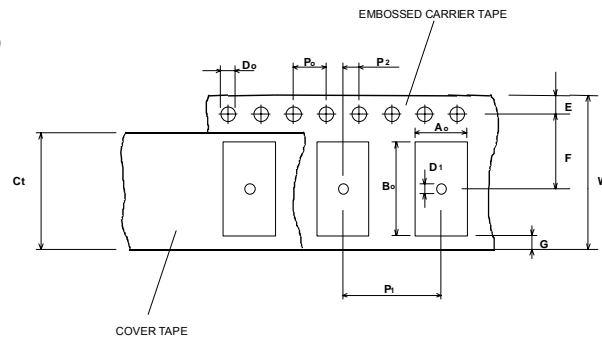 EMBOSSED CARRIER TAPE
Do
Po
P2
E
Ao
F
D1
Ct
Bo
W
G
P1
COVER TAPE